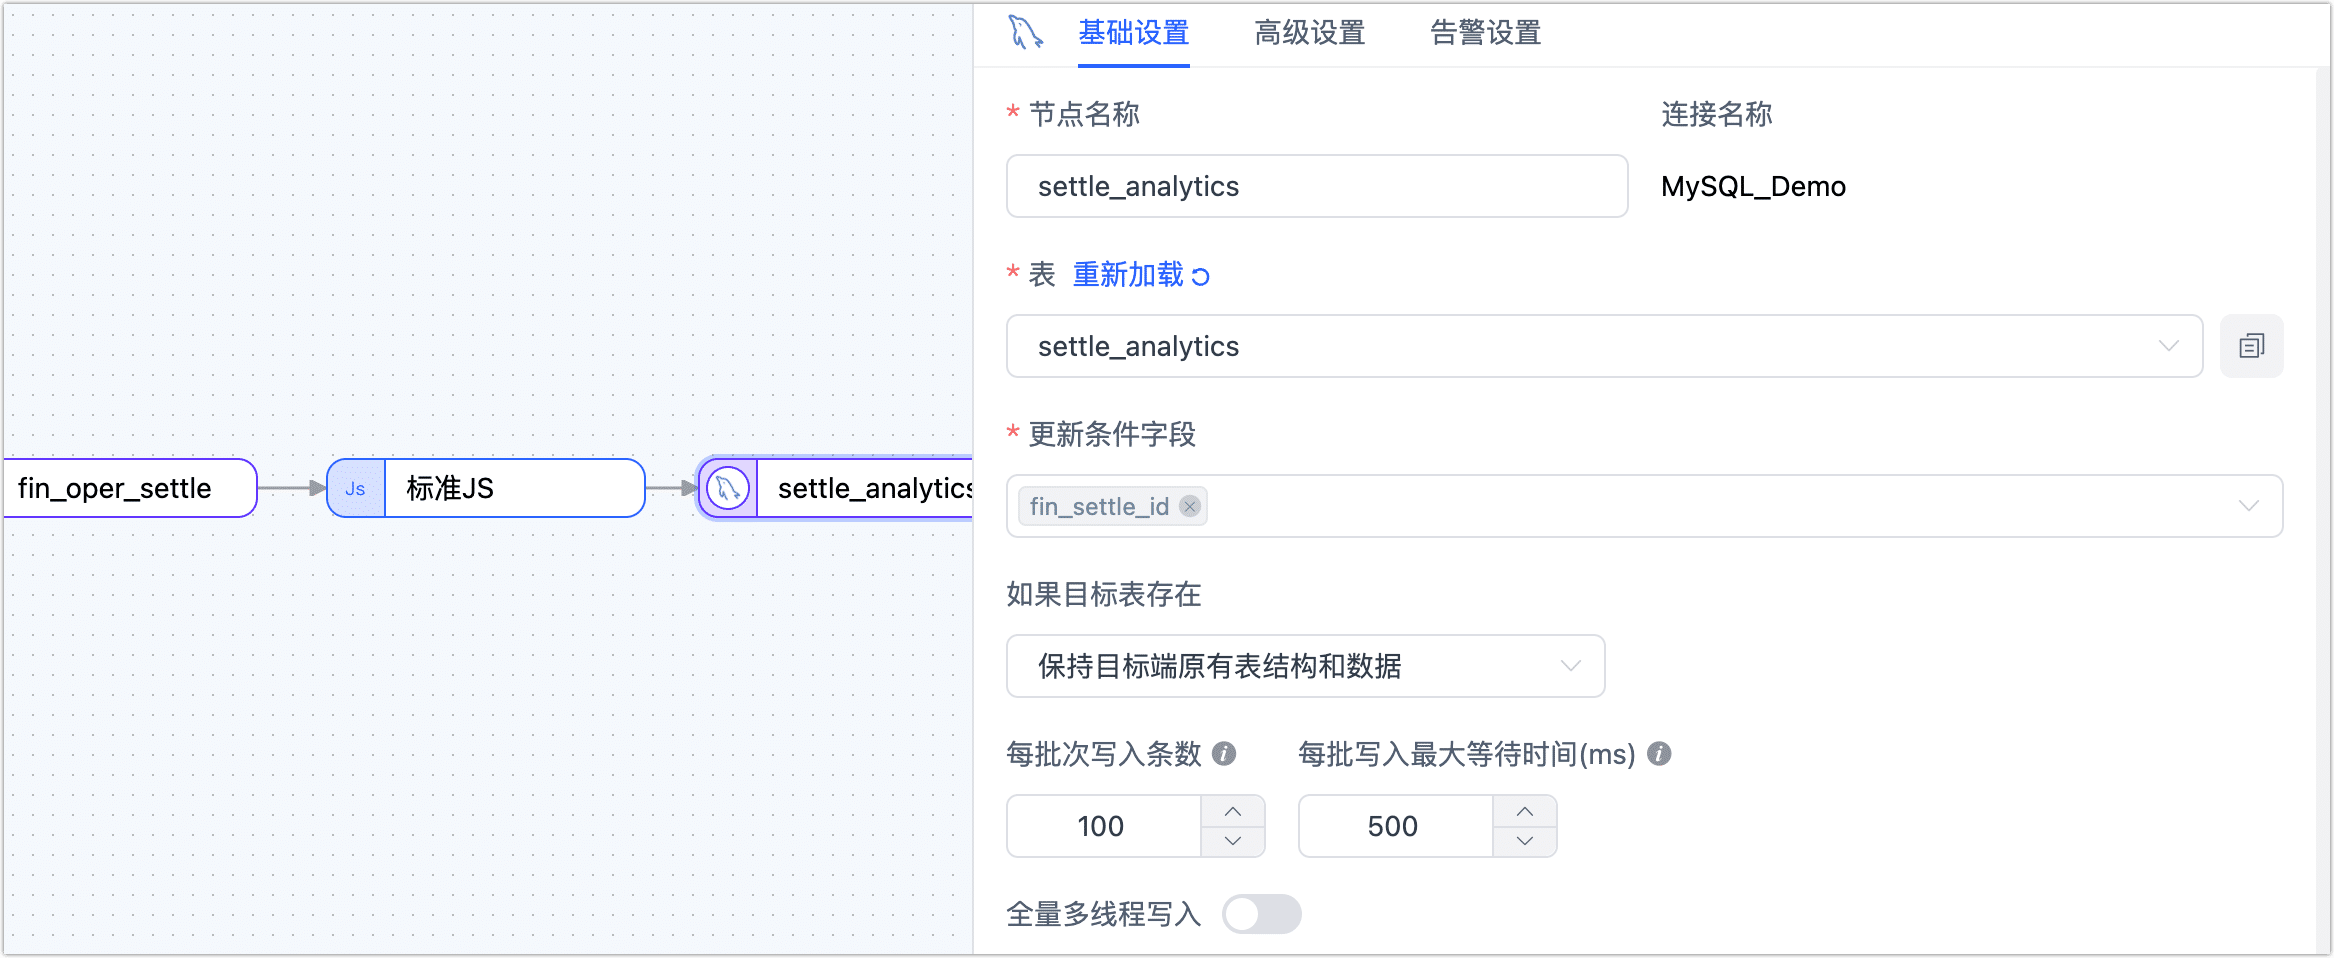 fin_oper_settle
Js
标准JS
settle_analytics
基础设置
高级设置
告警设置
* 节点名称
连接名称
settle_analytics
MySQL_Demo
* 表 重新加载
settle_analytics
* 更新条件字段
fin_settle_id
如果目标表存在
保持目标端原有表结构和数据
每批次写入条数
每批写入最大等待时间(ms)
100
500
全量多线程写入